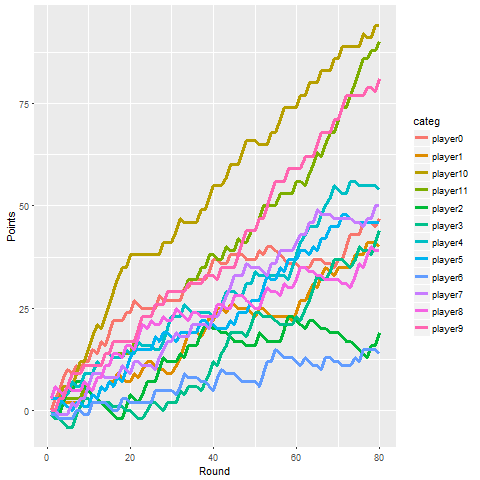 75
50
25
0
Points
0
20
40
60
80
Round
categ
player0
player1
player10
player11
player2
player3
player4
player5
player6
player7
player8
player9